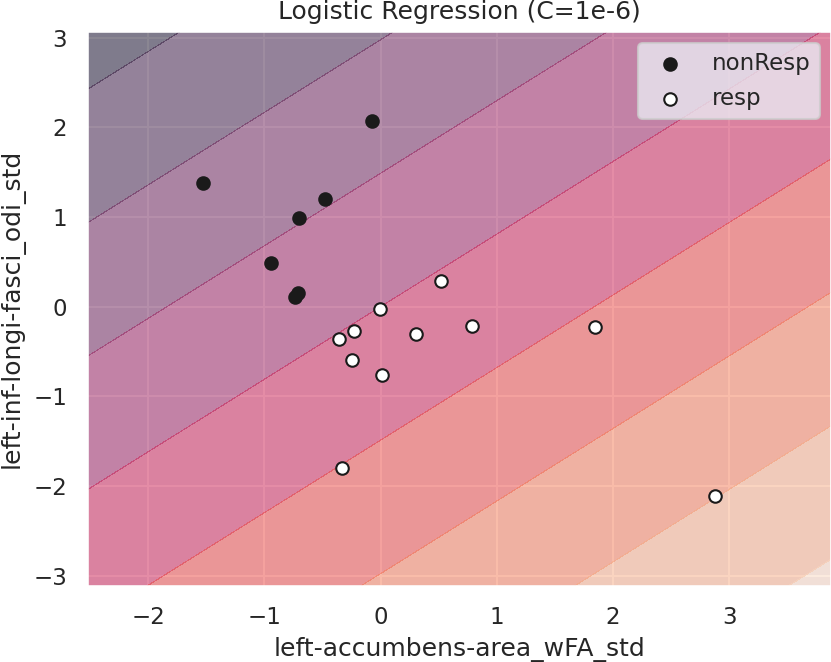 Logistic Regression (C=1e-6)
nonResp
resp
3
2
1
0
−1
−2
−3
left-inf-longi-fasci_odi_std
−2 −1 0 1 2 3
left-accumbens-area_wFA_std